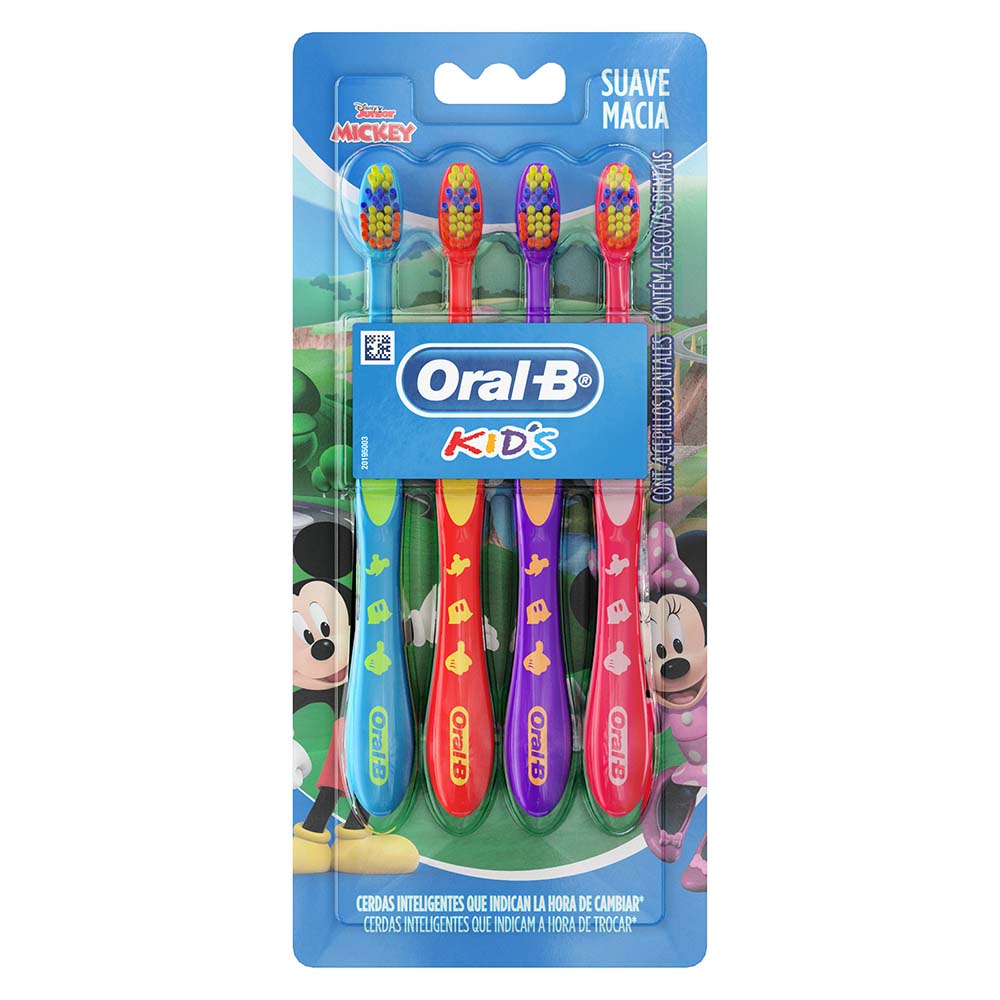 SUAVE
MACIA
Disney
Junior
MICKEY
CONT. 4 CEPILLOS DENTALES
CONTÉM 4 ESCOVAS DENTAIS
Oral-B®
KID'S
20195003
Oral-B
Oral-B
Oral-B
Oral-B
CERDAS INTELIGENTES QUE INDICAN LA HORA DE CAMBIAR*
CERDAS INTELIGENTES QUE INDICAM A HORA DE TROCAR*